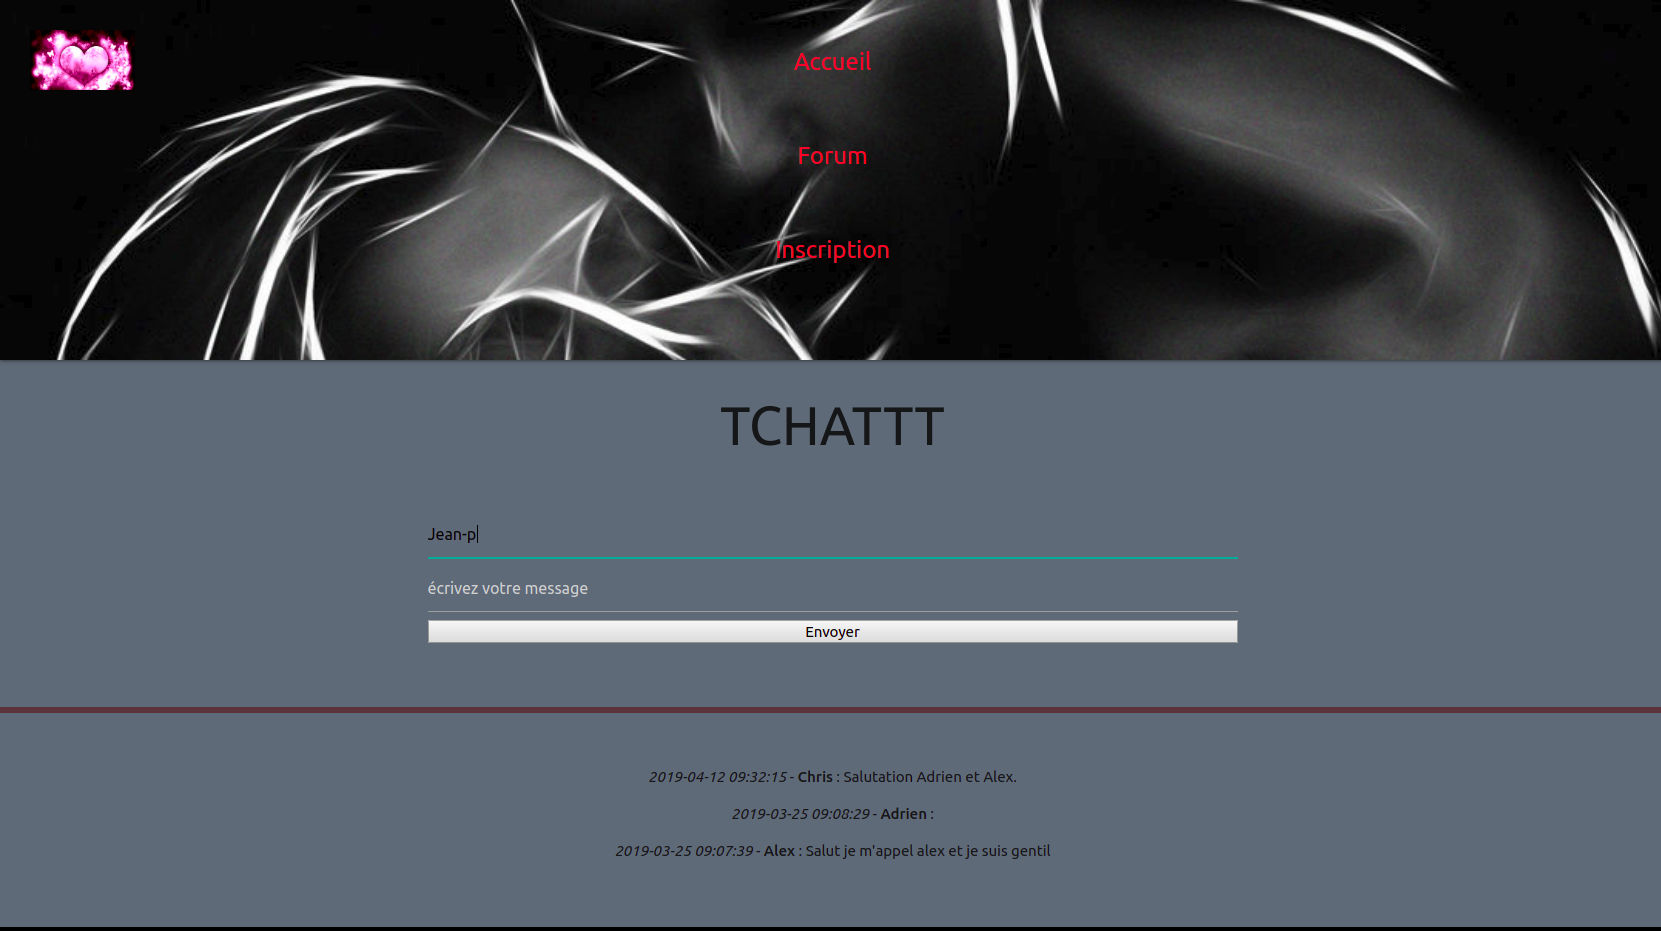 Accueil
Forum
Inscription
TCHATTT
Jean-p
écrivez votre message
Envoyer
2019-04-12 09:32:15 - Chris : Salutation Adrien et Alex.
2019-03-25 09:08:29 - Adrien :
2019-03-25 09:07:39 - Alex : Salut je m'appel alex et je suis gentil